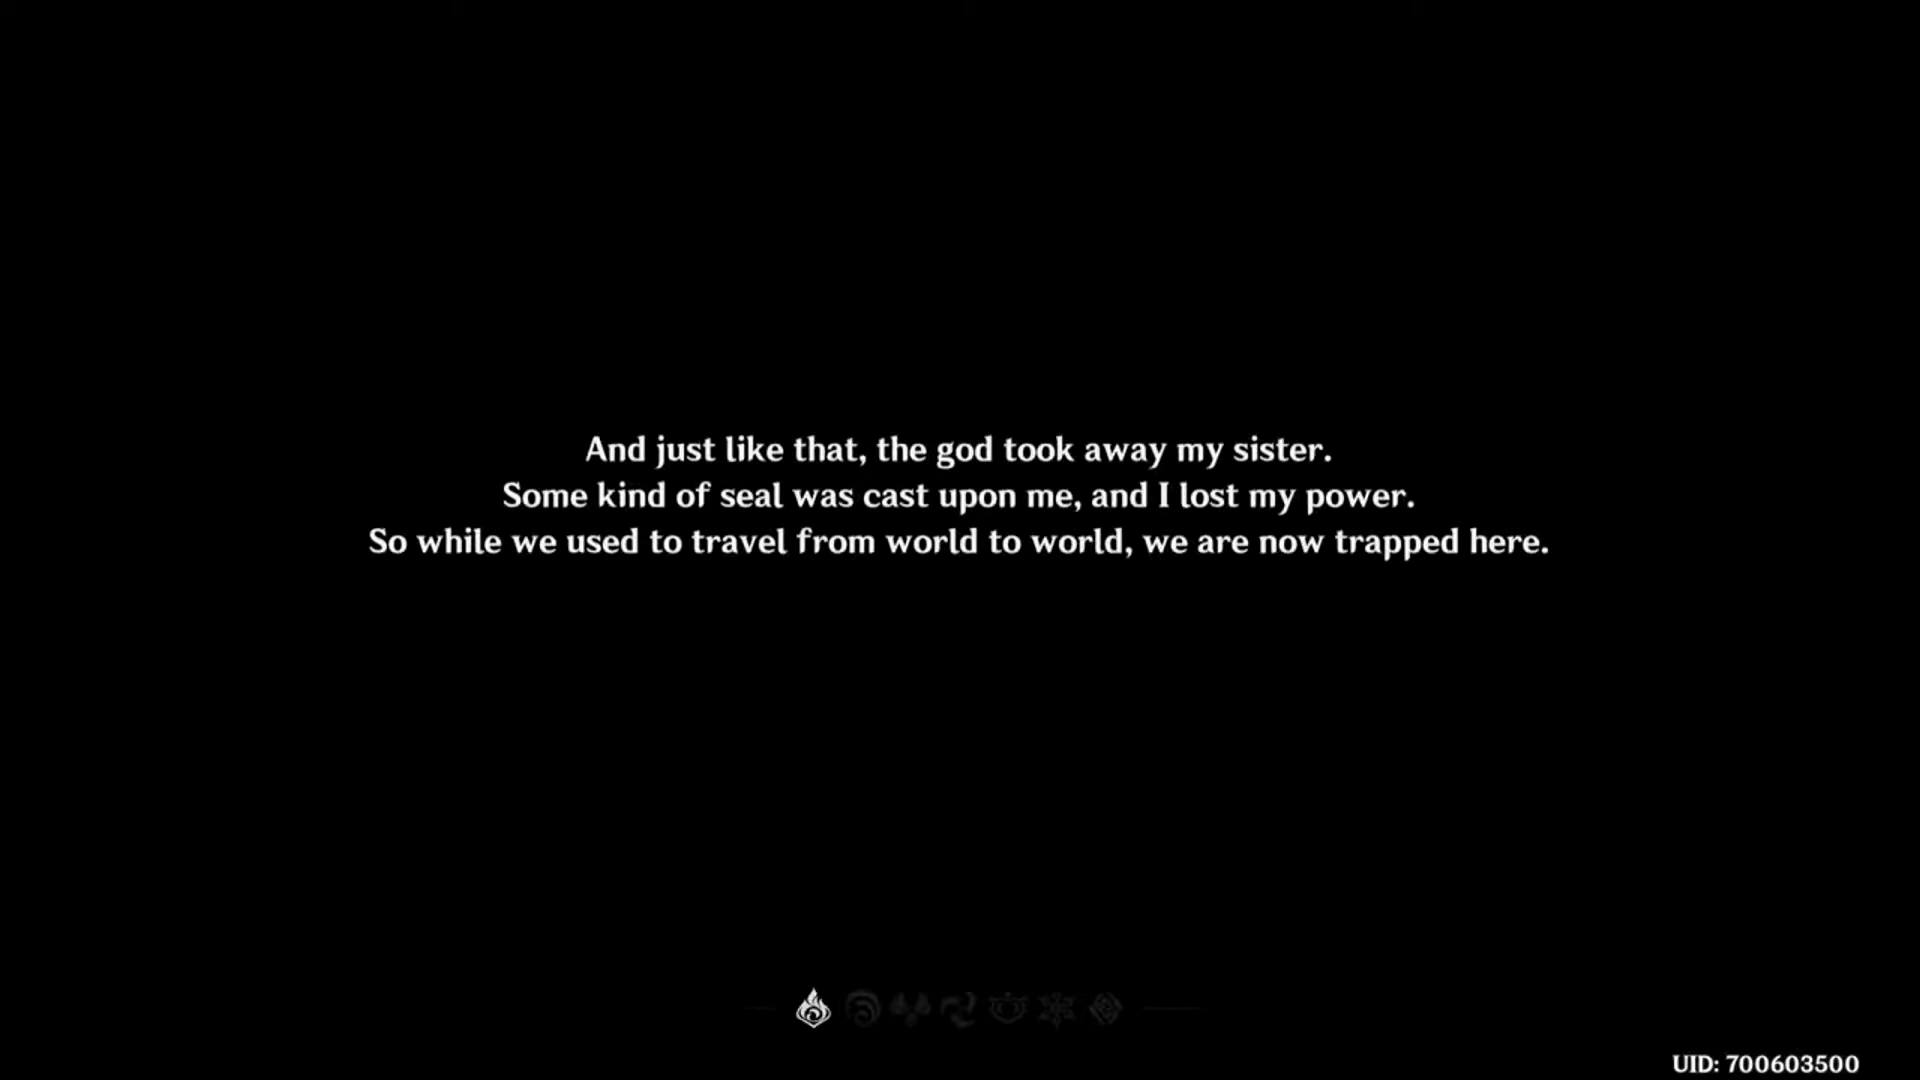 And just like that, the god took away my sister.
Some kind of seal was cast upon me, and I lost my power.
So while we used to travel from world to world, we are now trapped here.
UID: 700603500